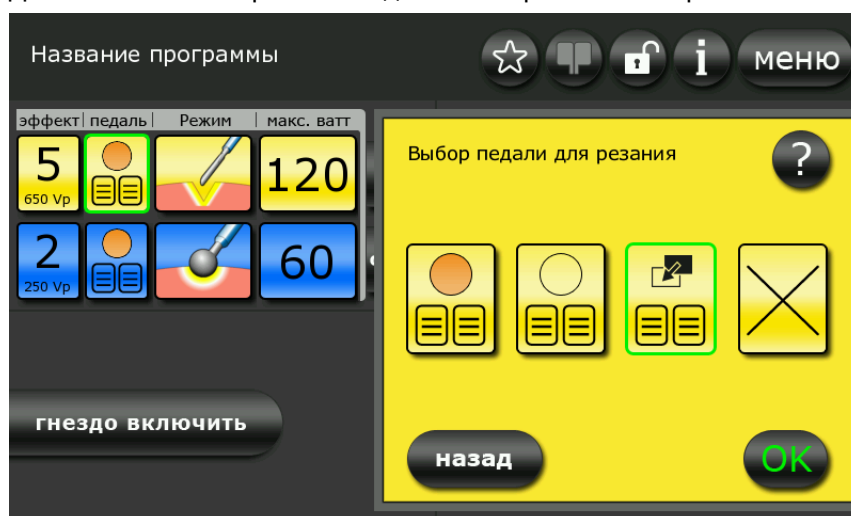 Название программы
i
меню
эффект педаль Режим макс. ватт
5
650 Vp
120
2
250 Vp
60
Выбор педали для резания
?
гнездо включить
назад
OK